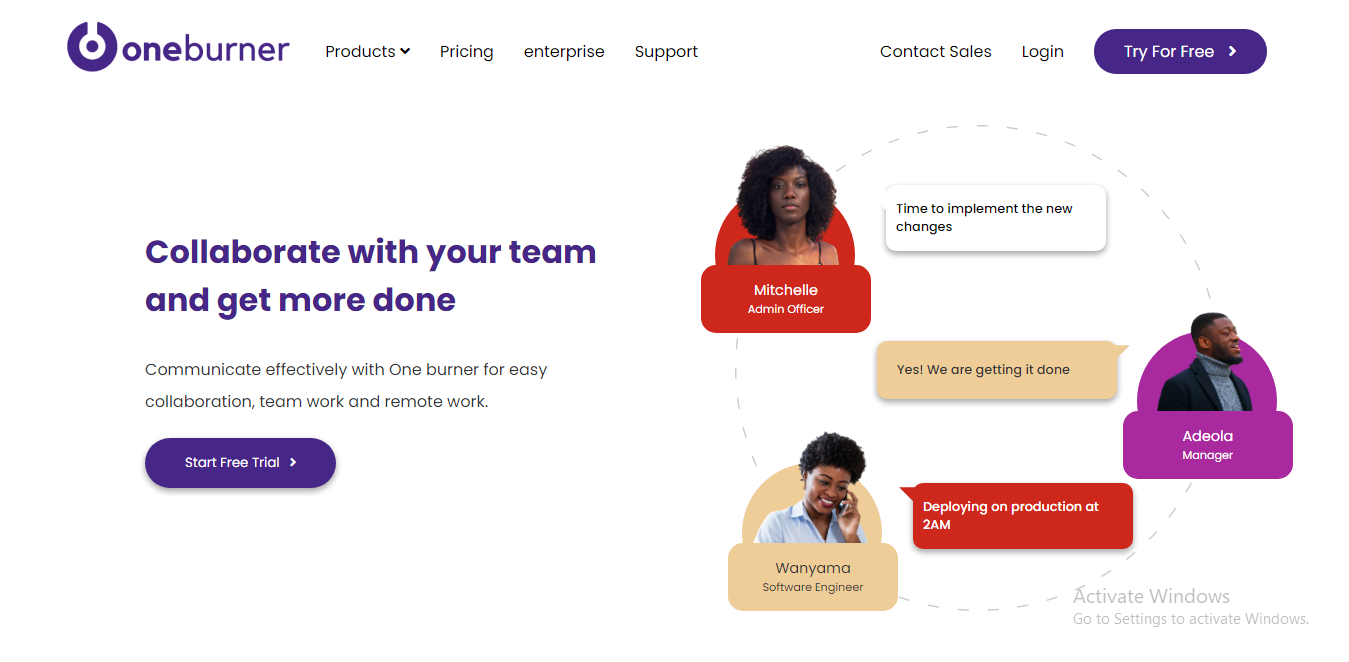 oneburner
Products
Pricing
enterprise
Support
Contact Sales
Login
Try For Free
Collaborate with your team
and get more done
Communicate effectively with One burner for easy
collaboration, team work and remote work.
Start Free Trial
Mitchelle
Admin Officer
Time to implement the new
changes
Yes! We are getting it done
Adeola
Manager
Deploying on production at
2AM
Wanyama
Software Engineer
Activate Windows
Go to Settings to activate Windows.